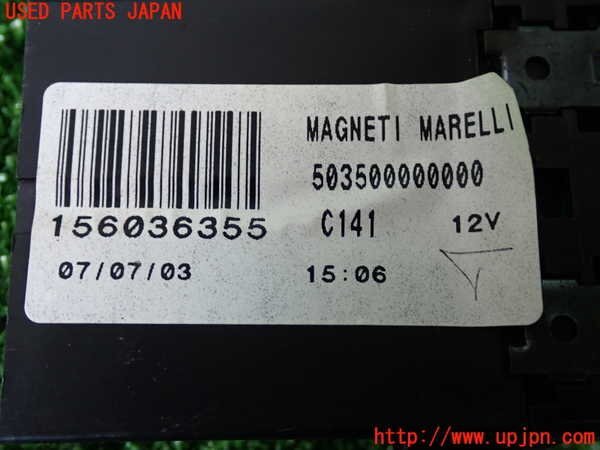 USED PARTS JAPAN
MAGNETI MARELLI
503500000000
156036355
C141 12V
07/07/03 15:06
http://www.upjpn.com/